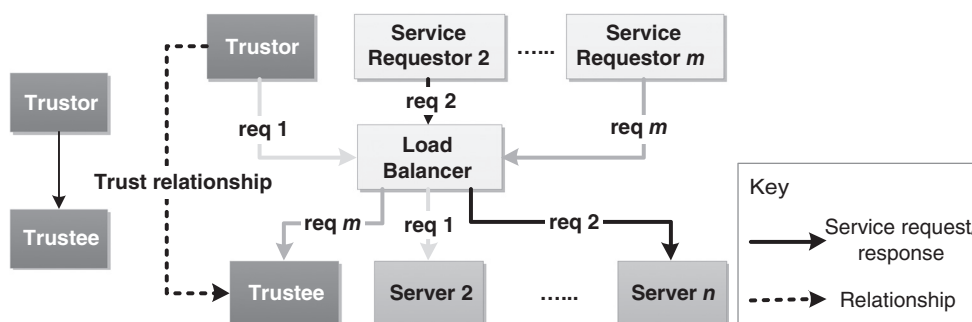 Trustor
Trustee
Trustor
Service
Requestor 2
......
Service
Requestor m
req 1
req 2
req m
Load
Balancer
Trust relationship
req m
req 1
req 2
Trustee
Server 2
......
Server n
Key
Service request/
response
Relationship